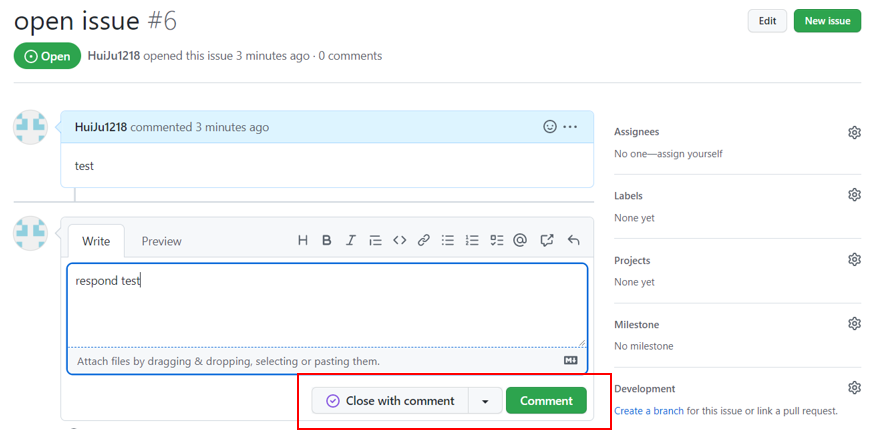 open issue #6
Edit
New issue
Open
HuiJu1218 opened this issue 3 minutes ago · 0 comments
HuiJu1218 commented 3 minutes ago
test
Write
Preview
respond test
Attach files by dragging & dropping, selecting or pasting them.
Close with comment
Comment
Assignees
No one—assign yourself
Labels
None yet
Projects
None yet
Milestone
No milestone
Development
Create a branch for this issue or link a pull request.